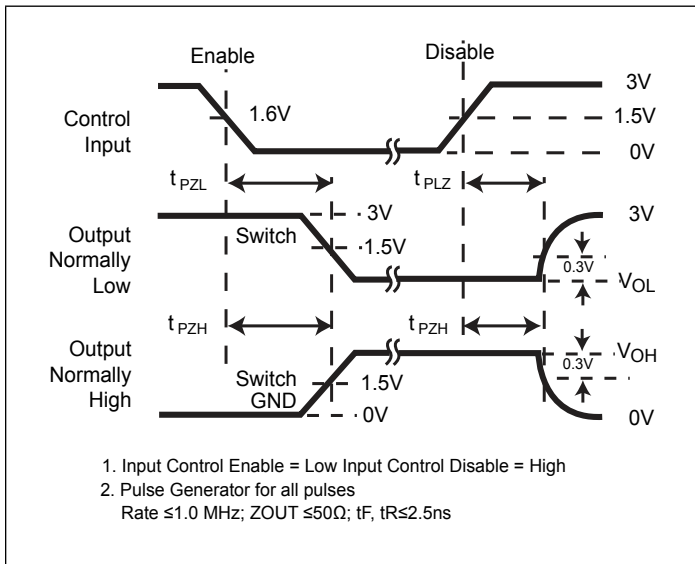 Enable
Disable
Control
Input
1.6V
3V
1.5V
0V
tPZL
tPLZ
Output
Normally
Low
Switch
3V
1.5V
3V
0.3V
VOL
tPZH
tPZH
Output
Normally
High
Switch
GND
1.5V
0V
VOH
0.3V
0V
1. Input Control Enable = Low Input Control Disable = High
2. Pulse Generator for all pulses
Rate ≤1.0 MHz; ZOUT ≤50Ω; tF, tR≤2.5ns